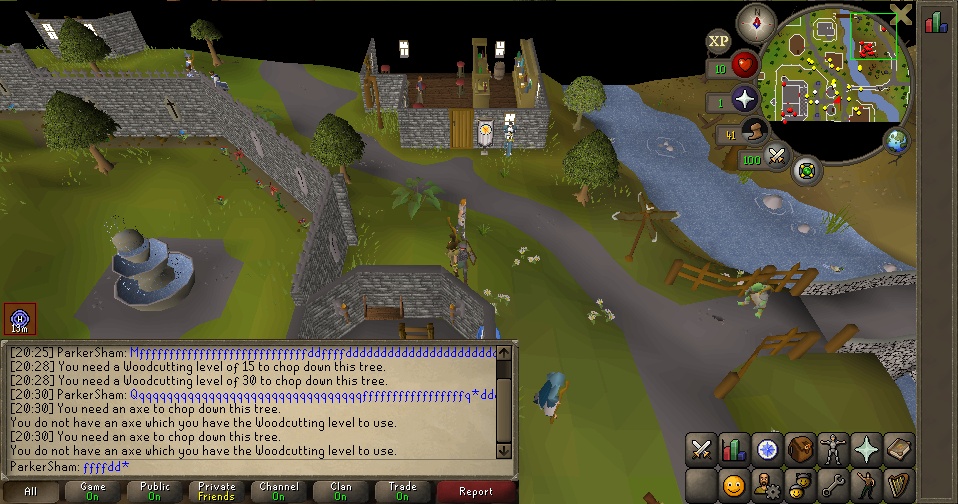 N
XP
10
1
41
100
13m
[20:25] ParkerSham:
[20:28] You need a Woodcutting level of 15 to chop down this tree.
[20:28] You need a Woodcutting level of 30 to chop down this tree.
[20:30] ParkerSham:
[20:30] You need an axe to chop down this tree.
You do not have an axe which you have the Woodcutting level to use.
[20:30] You need an axe to chop down this tree.
You do not have an axe which you have the Woodcutting level to use.
ParkerSham: ffffdd*
All
Game
On
Public
On
Private
Friends
Channel
On
Clan
On
Trade
On
Report